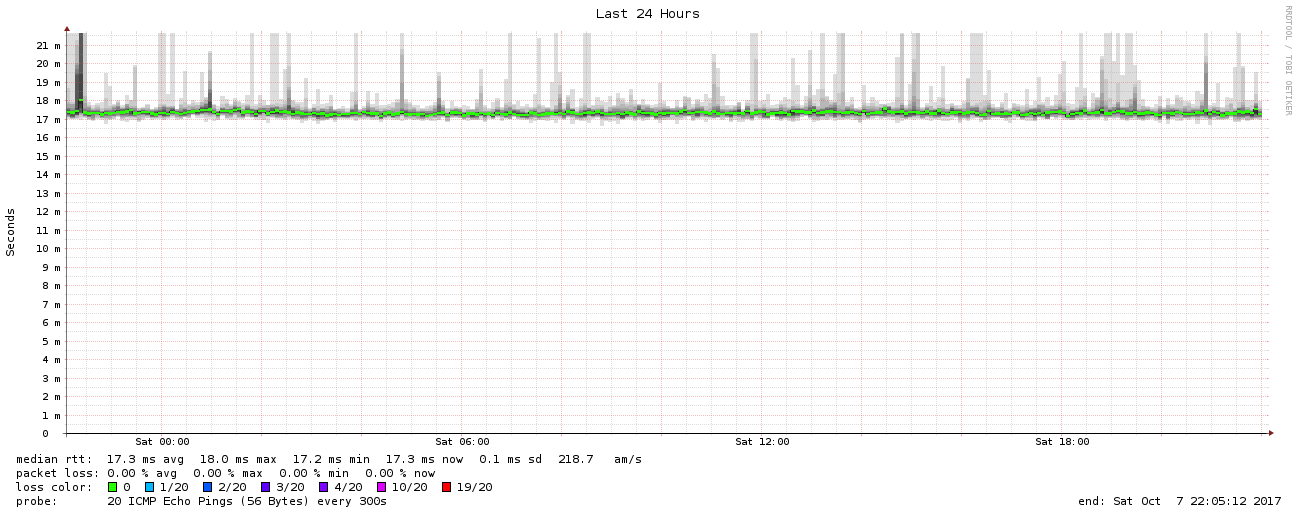 Last 24 Hours
RRDTOOL / TOBI OETIKER
21 m
20 m
19 m
18 m
17 m
16 m
15 m
14 m
13 m
12 m
11 m
10 m
9 m
8 m
7 m
6 m
5 m
4 m
3 m
2 m
1 m
0
Seconds
Sat 00:00 Sat 06:00 Sat 12:00 Sat 18:00
median rtt: 17.3 ms avg 18.0 ms max 17.2 ms min 17.3 ms now 0.1 ms sd 218.7 am/s
packet loss: 0.00 % avg 0.00 % max 0.00 % min 0.00 % now
loss color: 0 1/20 2/20 3/20 4/20 10/20 19/20
probe: 20 ICMP Echo Pings (56 Bytes) every 300s end: Sat Oct 7 22:05:12 2017